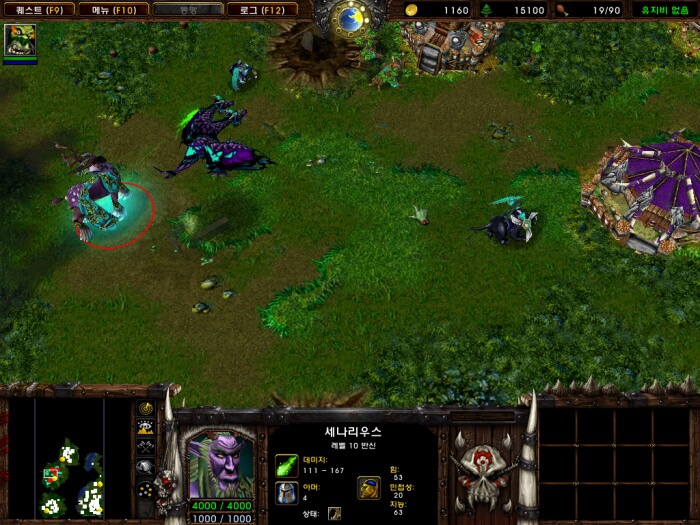 퀘스트 (F9) 메뉴 (F10) 동맹 로그 (F12) 1160 15100 19/90 유지비 없음
세나리우스
레벨 10 반신
데미지:
111 - 167
아머:
4
상태:
힘:
53
민첩성:
20
지능:
63
4000 / 4000
1000 / 1000